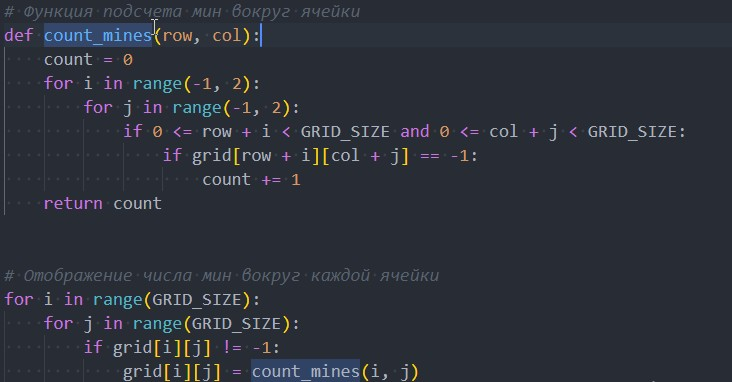 # Функция подсчета мин вокруг ячейки
def count_mines(row, col):
    count = 0
    for i in range(-1, 2):
        for j in range(-1, 2):
            if 0 <= row + i < GRID_SIZE and 0 <= col + j < GRID_SIZE:
                if grid[row + i][col + j] == -1:
                    count += 1
    return count
# Отображение числа мин вокруг каждой ячейки
for i in range(GRID_SIZE):
    for j in range(GRID_SIZE):
        if grid[i][j] != -1:
            grid[i][j] = count_mines(i, j)